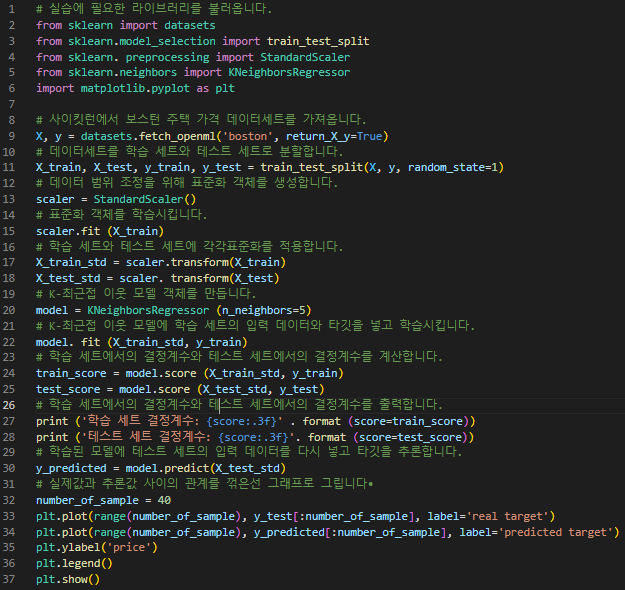 1 # 실습에 필요한 라이브러리를 불러옵니다.
2 from sklearn import datasets
3 from sklearn.model_selection import train_test_split
4 from sklearn. preprocessing import StandardScaler
5 from sklearn.neighbors import KNeighborsRegressor
6 import matplotlib.pyplot as plt
7
8 # 사이킷런에서 보스턴 주택 가격 데이터세트를 가져옵니다.
9 X, y = datasets.fetch_openml('boston', return_X_y=True)
10 # 데이터세트를 학습 세트와 테스트 세트로 분할합니다.
11 X_train, X_test, y_train, y_test = train_test_split(X, y, random_state=1)
12 # 데이터 범위 조정을 위해 표준화 객체를 생성합니다.
13 scaler = StandardScaler()
14 # 표준화 객체를 학습시킵니다.
15 scaler.fit (X_train)
16 # 학습 세트와 테스트 세트에 각각표준화를 적용합니다.
17 X_train_std = scaler.transform(X_train)
18 X_test_std = scaler. transform(X_test)
19 # K-최근접 이웃 모델 객체를 만듭니다.
20 model = KNeighborsRegressor (n_neighbors=5)
21 # K-최근접 이웃 모델에 학습 세트의 입력 데이터와 타깃을 넣고 학습시킵니다.
22 model. fit (X_train_std, y_train)
23 # 학습 세트에서의 결정계수와 테스트 세트에서의 결정계수를 계산합니다.
24 train_score = model.score (X_train_std, y_train)
25 test_score = model.score (X_test_std, y_test)
26 # 학습 세트에서의 결정계수와 테스트 세트에서의 결정계수를 출력합니다.
27 print ('학습 세트 결정계수: {score:.3f}' . format (score=train_score))
28 print ('테스트 세트 결정계수: {score:.3f}'. format (score=test_score))
29 # 학습된 모델에 테스트 세트의 입력 데이터를 다시 넣고 타깃을 추론합니다.
30 y_predicted = model.predict(X_test_std)
31 # 실제값과 추론값 사이의 관계를 꺾은선 그래프로 그립니다•
32 number_of_sample = 40
33 plt.plot(range(number_of_sample), y_test[:number_of_sample], label='real target')
34 plt.plot(range(number_of_sample), y_predicted[:number_of_sample], label='predicted target')
35 plt.ylabel('price')
36 plt.legend()
37 plt.show()